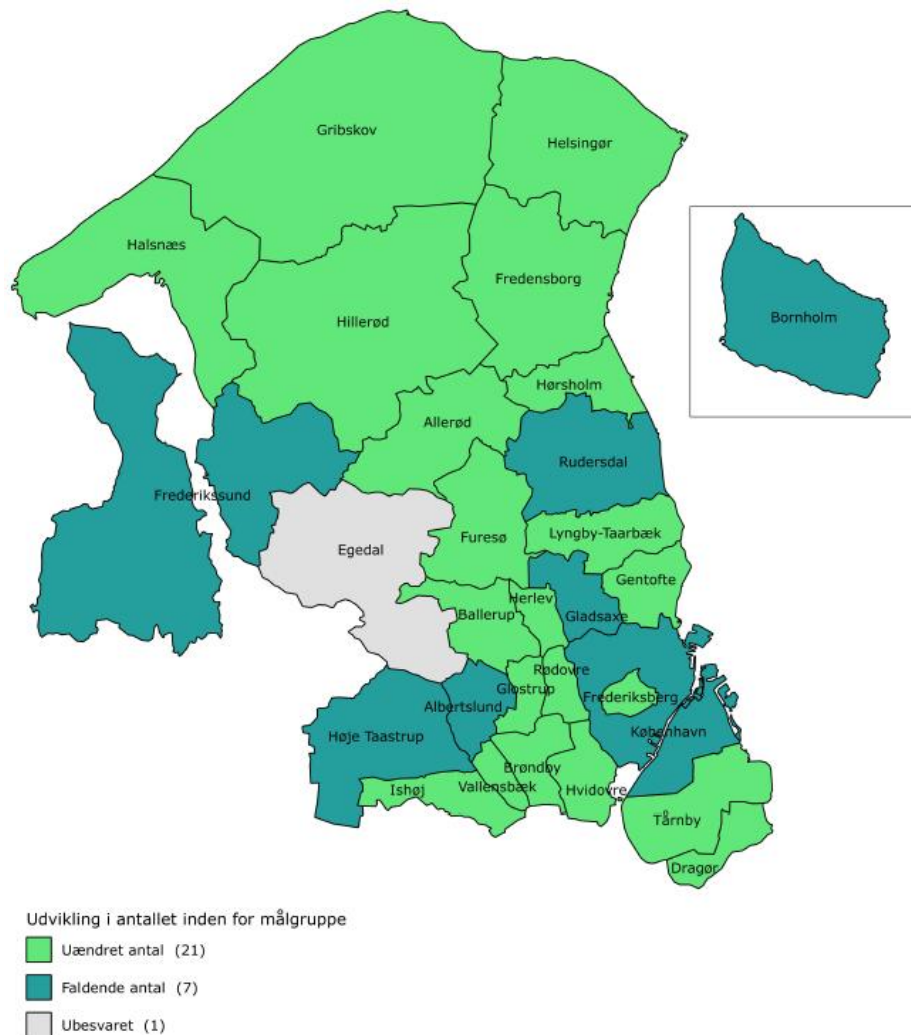 Gribskov
Helsingør
Halsnæs
Fredensborg
Hillerød
Bornholm
Hørsholm
Allerød
Rudersdal
Frederikssund
Furesø
Lyngby-Taarbæk
Egedal
Gentofte
Herlev
Ballerup
Gladsaxe
Rødovre
Glostrup
Frederiksberg
Albertslund
København
Høje Taastrup
Brøndby
Ishøj
Vallensbæk
Hvidovre
Tårnby
Dragør
Udvikling i antallet inden for målgruppe
Uændret antal (21)
Faldende antal (7)
Ubesvaret (1)